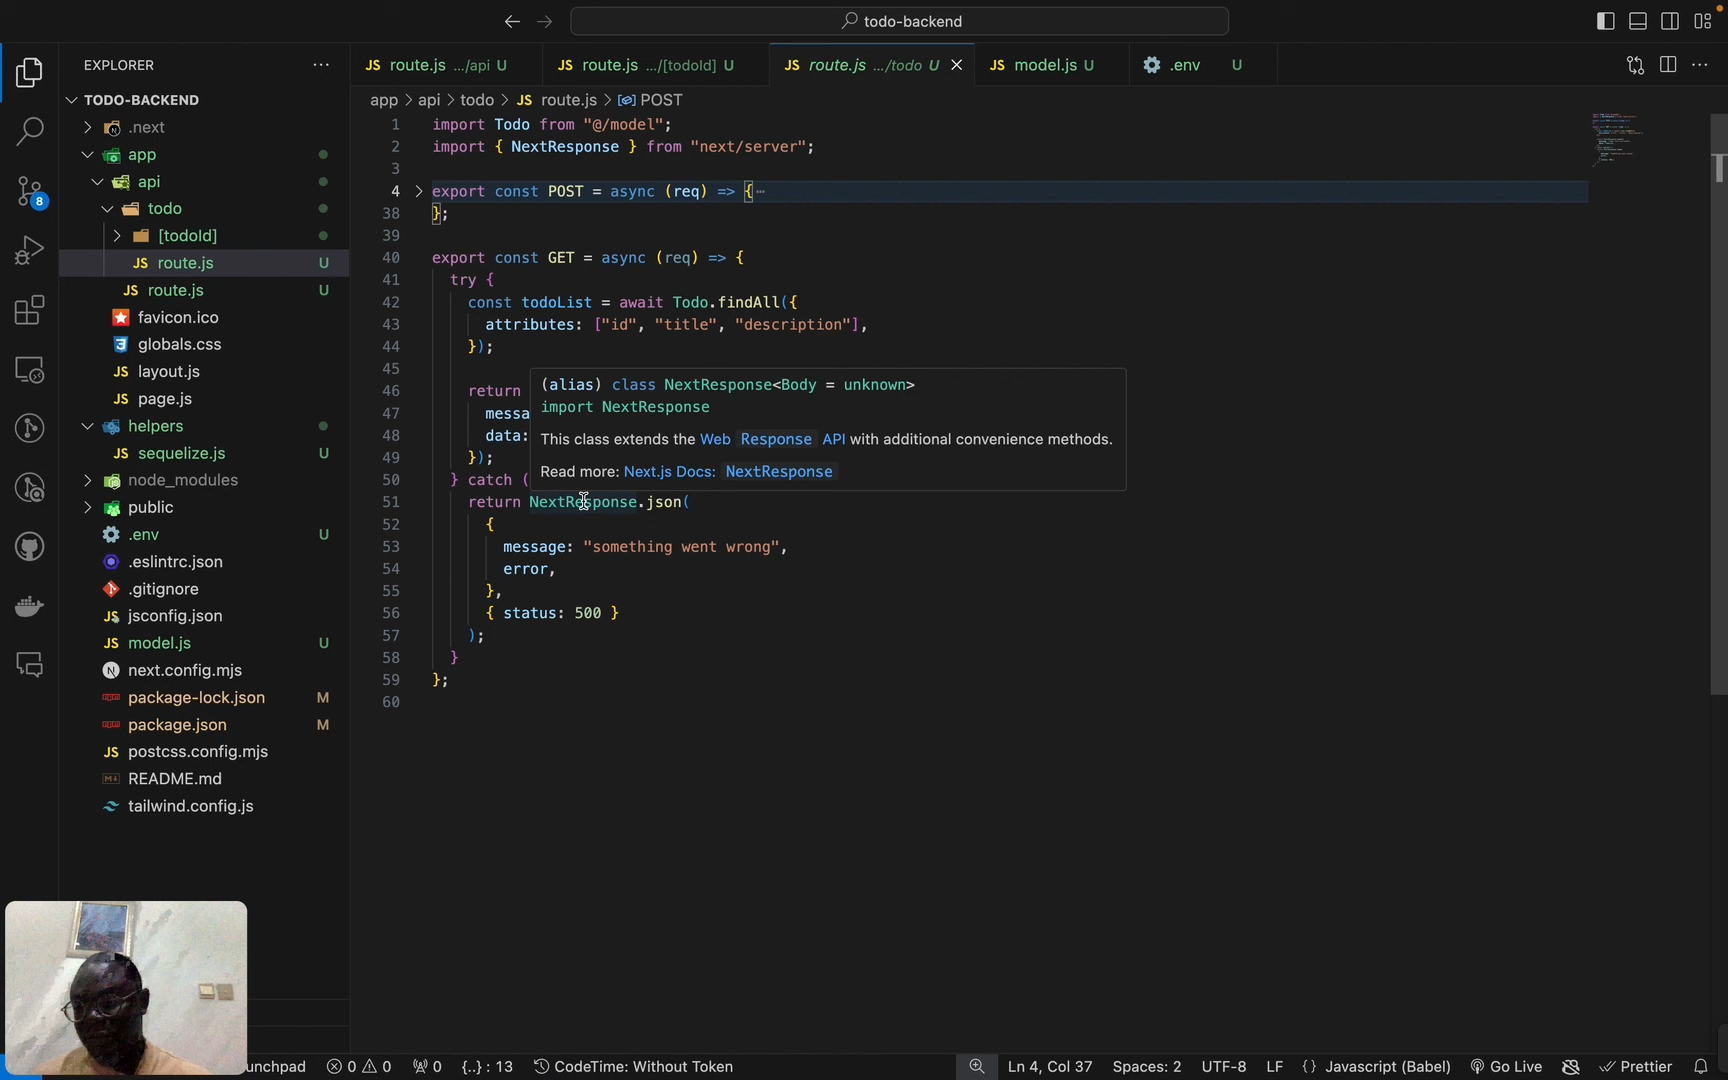 todo-backend
EXPLORER
TODO-BACKEND
.next
app
api
todo
[todoId]
route.js U
route.js U
favicon.ico
globals.css
layout.js
page.js
helpers
sequelize.js U
node_modules
public
.env U
.eslintrc.json
.gitignore
jsconfig.json
model.js U
next.config.mjs
package-lock.json M
package.json M
postcss.config.mjs
README.md
tailwind.config.js
8
JS route.js .../api U
JS route.js .../[todoId] U
JS route.js .../todo U
JS model.js U
.env U
app > api > todo > JS route.js > POST
1 import Todo from "@/model";
2 import { NextResponse } from "next/server";
3
4 export const POST = async (req) => {
38 };
39
40 export const GET = async (req) => {
41 try {
42 const todoList = await Todo.findAll({
43 attributes: ["id", "title", "description"],
44 });
45
46 return
47 messa
48 data:
49 });
50 } catch (
51 return NextResponse.json(
52 {
53 message: "something went wrong",
54 error,
55 },
56 { status: 500 }
57 );
58 }
59 };
60
(alias) class NextResponse<Body = unknown>
import NextResponse
This class extends the Web Response API with additional convenience methods.
Read more: Next.js Docs: NextResponse
unchpad 0 0 0 {..} : 13 CodeTime: Without Token Ln 4, Col 37 Spaces: 2 UTF-8 LF {} Javascript (Babel) Go Live Prettier